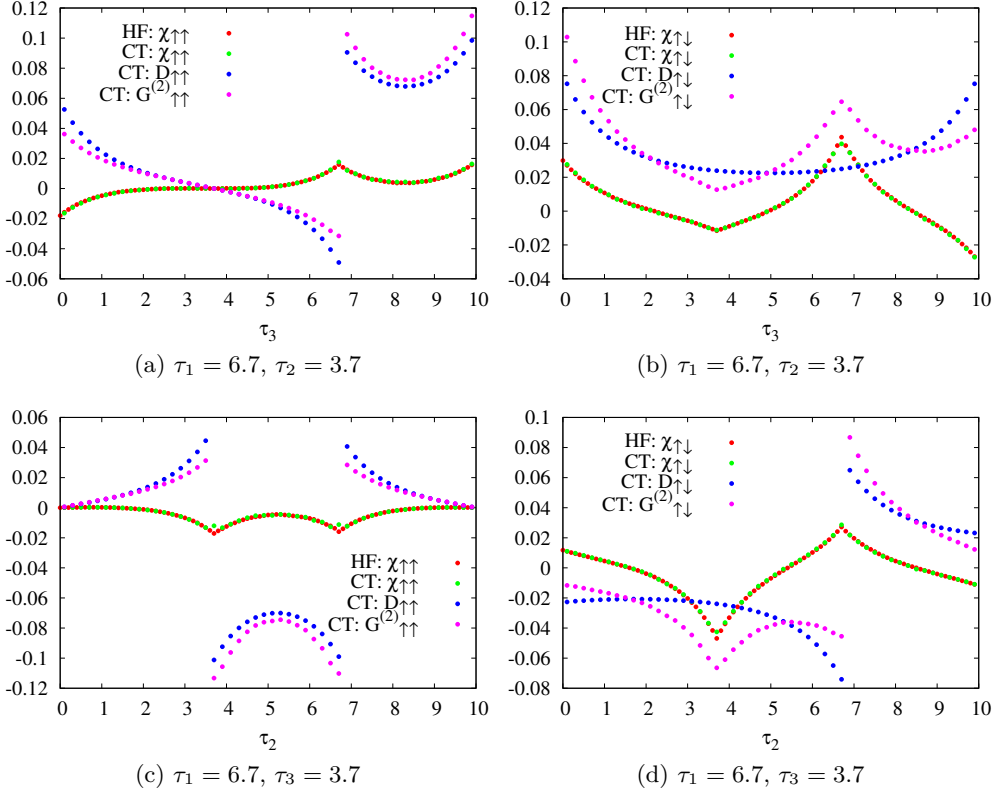 0.12
0.1
0.08
0.06
0.04
0.02
0
-0.02
-0.04
0.06
HF: χ↑↑
CT: χ↑↑
CT: D↑↑
CT: G(2)↑↑
0 1 2 3 4 5 6 7 8 9 10
τ3
(a) τ1 = 6.7, τ2 = 3.7
0.12
0.1
0.08
0.06
0.04
0.02
0
-0.02
-0.04
HF: χ↑↓
CT: χ↑↓
CT: D↑↓
CT: G(2)↑↓
0 1 2 3 4 5 6 7 8 9 10
τ3
(b) τ1 = 6.7, τ2 = 3.7
0.06
0.04
0.02
0
-0.02
-0.04
-0.06
-0.08
-0.1
-0.12
HF: χ↑↑
CT: χ↑↑
CT: D↑↑
CT: G(2)↑↑
0 1 2 3 4 5 6 7 8 9 10
τ2
(c) τ1 = 6.7, τ3 = 3.7
0.1
0.08
0.06
0.04
0.02
0
-0.02
-0.04
-0.06
-0.08
HF: χ↑↓
CT: χ↑↓
CT: D↑↓
CT: G(2)↑↓
0 1 2 3 4 5 6 7 8 9 10
τ2
(d) τ1 = 6.7, τ3 = 3.7